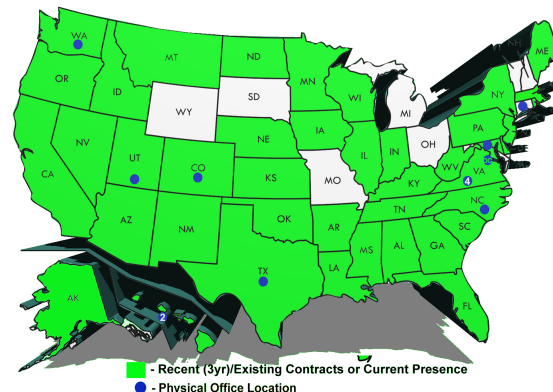 WA
MT
ND
MN
OR
ID
SD
WI
MI
NY
NH
ME
WY
IA
PA
NE
NV
UT
CO
IL
IN
OH
DC
WV
VA
4
CA
KS
MO
KY
NC
TN
AZ
NM
OK
AR
SC
MS
AL
GA
TX
LA
AK
2
FL
- Recent (3yr)/Existing Contracts or Current Presence
- Physical Office Location